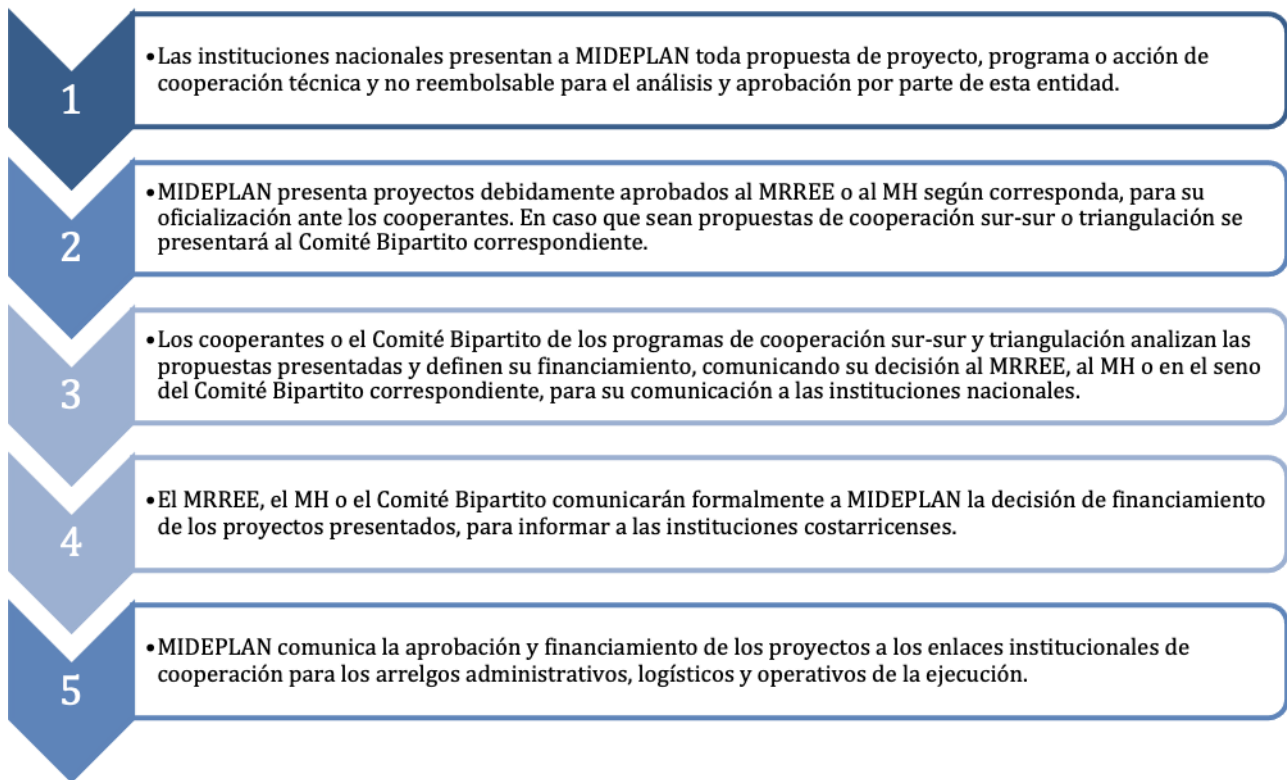 1
•Las instituciones nacionales presentan a MIDEPLAN toda propuesta de proyecto, programa o acción de
cooperación técnica y no reembolsable para el análisis y aprobación por parte de esta entidad.
2
•MIDEPLAN presenta proyectos debidamente aprobados al MRREE o al MH según corresponda, para su
oficialización ante los cooperantes. En caso que sean propuestas de cooperación sur-sur o triangulación se
presentará al Comité Bipartito correspondiente.
3
•Los cooperantes o el Comité Bipartito de los programas de cooperación sur-sur y triangulación analizan las
propuestas presentadas y definen su financiamiento, comunicando su decisión al MRREE, al MH o en el seno
del Comité Bipartito correspondiente, para su comunicación a las instituciones nacionales.
4
•El MRREE, el MH o el Comité Bipartito comunicarán formalmente a MIDEPLAN la decisión de financiamiento
de los proyectos presentados, para informar a las instituciones costarricenses.
5
•MIDEPLAN comunica la aprobación y financiamiento de los proyectos a los enlaces institucionales de
cooperación para los arrelgos administrativos, logísticos y operativos de la ejecución.